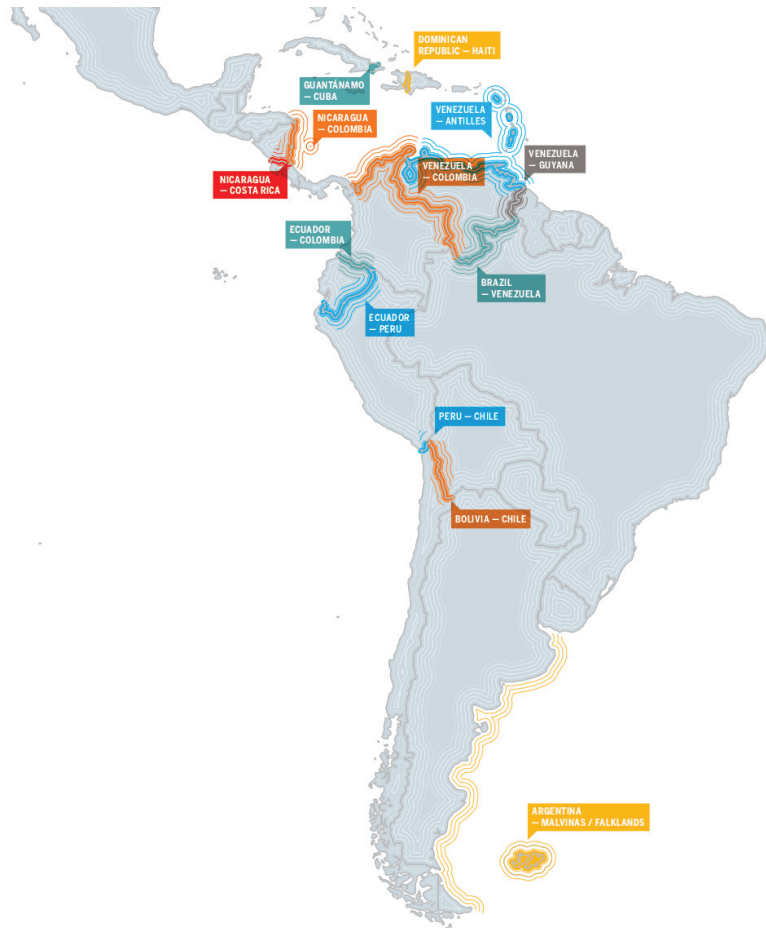 DOMINICAN
REPUBLIC — HAITI
GUANTÁNAMO
— CUBA
NICARAGUA
— COLOMBIA
VENEZUELA
— ANTILLES
VENEZUELA
— GUYANA
VENEZUELA
— COLOMBIA
NICARAGUA
— COSTA RICA
ECUADOR
— COLOMBIA
BRAZIL
— VENEZUELA
ECUADOR
— PERU
PERU — CHILE
BOLIVIA — CHILE
ARGENTINA
— MALVINAS / FALKLANDS